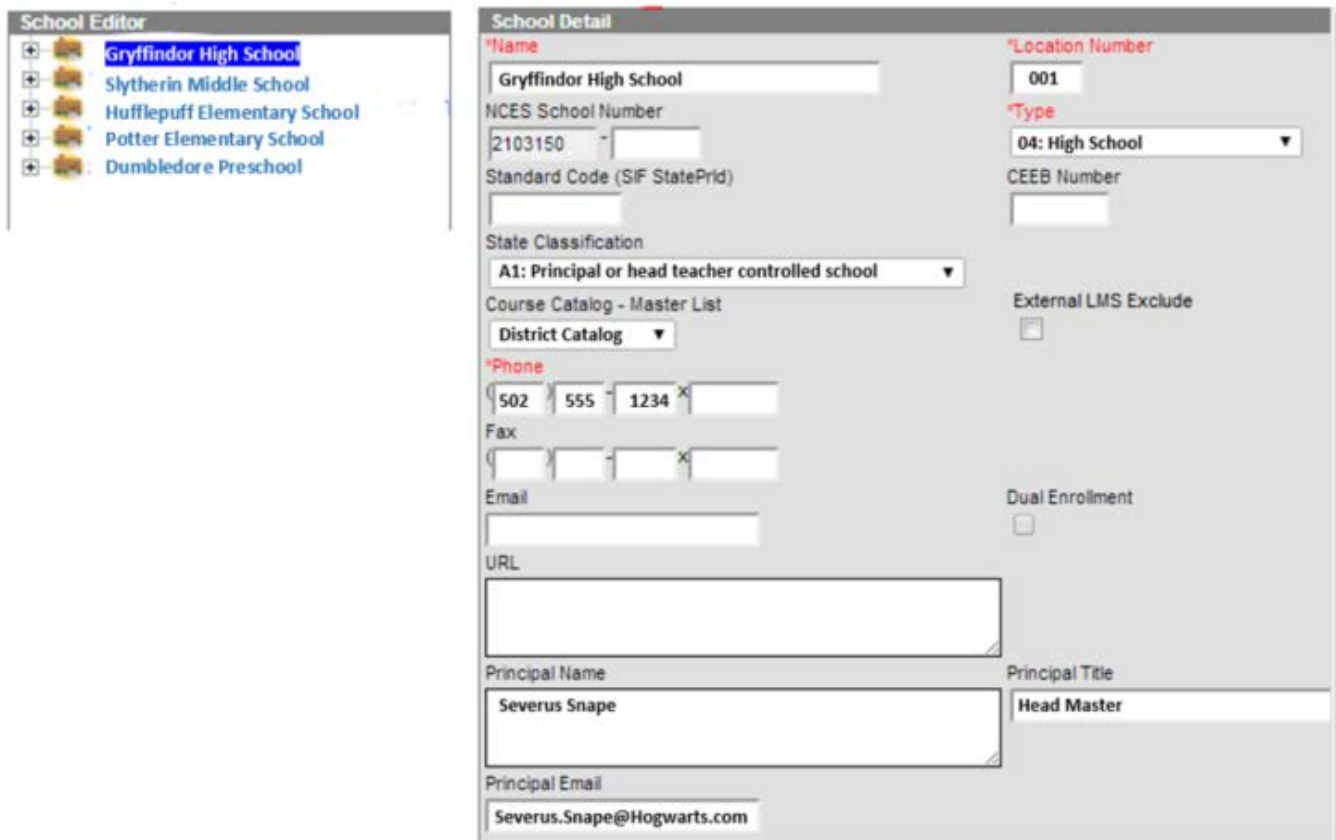 School Editor
Gryffindor High School
Slytherin Middle School
Hufflepuff Elementary School
Potter Elementary School
Dumbledore Preschool
School Detail
*Name *Location Number
Gryffindor High School 001
NCES School Number *Type
2103150 - 04: High School
Standard Code (SIF StatePrId) CEEB Number
State Classification
A1: Principal or head teacher controlled school
Course Catalog - Master List External LMS Exclude
District Catalog
*Phone
(502) 555 - 1234 x
Fax
( ) - x
Email Dual Enrollment
URL
Principal Name Principal Title
Severus Snape Head Master
Principal Email
Severus.Snape@Hogwarts.com